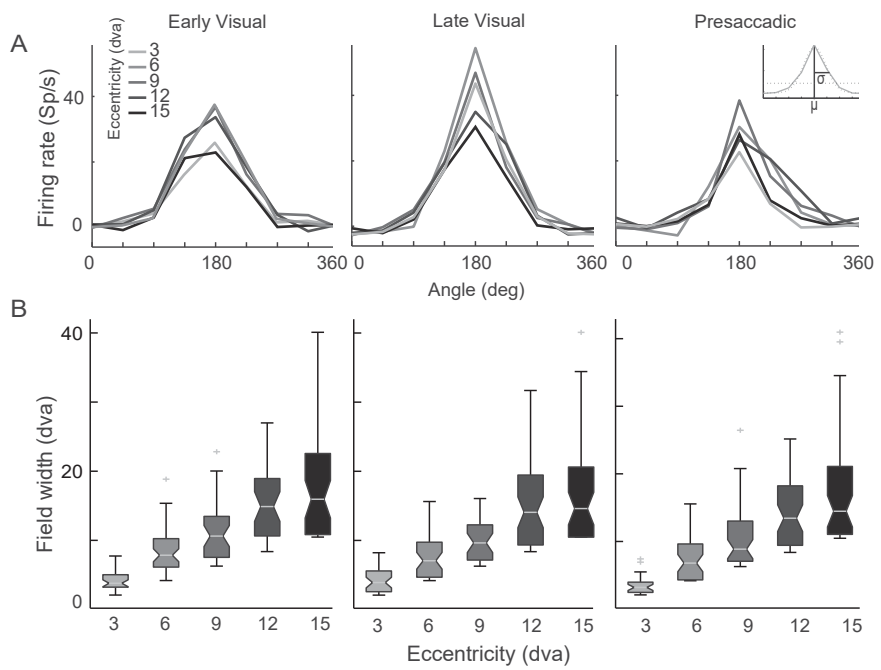 Early Visual
Late Visual
Presaccadic
A
Firing rate (Sp/s)
Eccentricity (dva)
3
6
9
12
15
40
20
0
σ
μ
0 180 360
0 180 360
0 180 360
Angle (deg)
B
Field width (dva)
40
20
0
3 6 9 12 15
3 6 9 12 15
3 6 9 12 15
Eccentricity (dva)